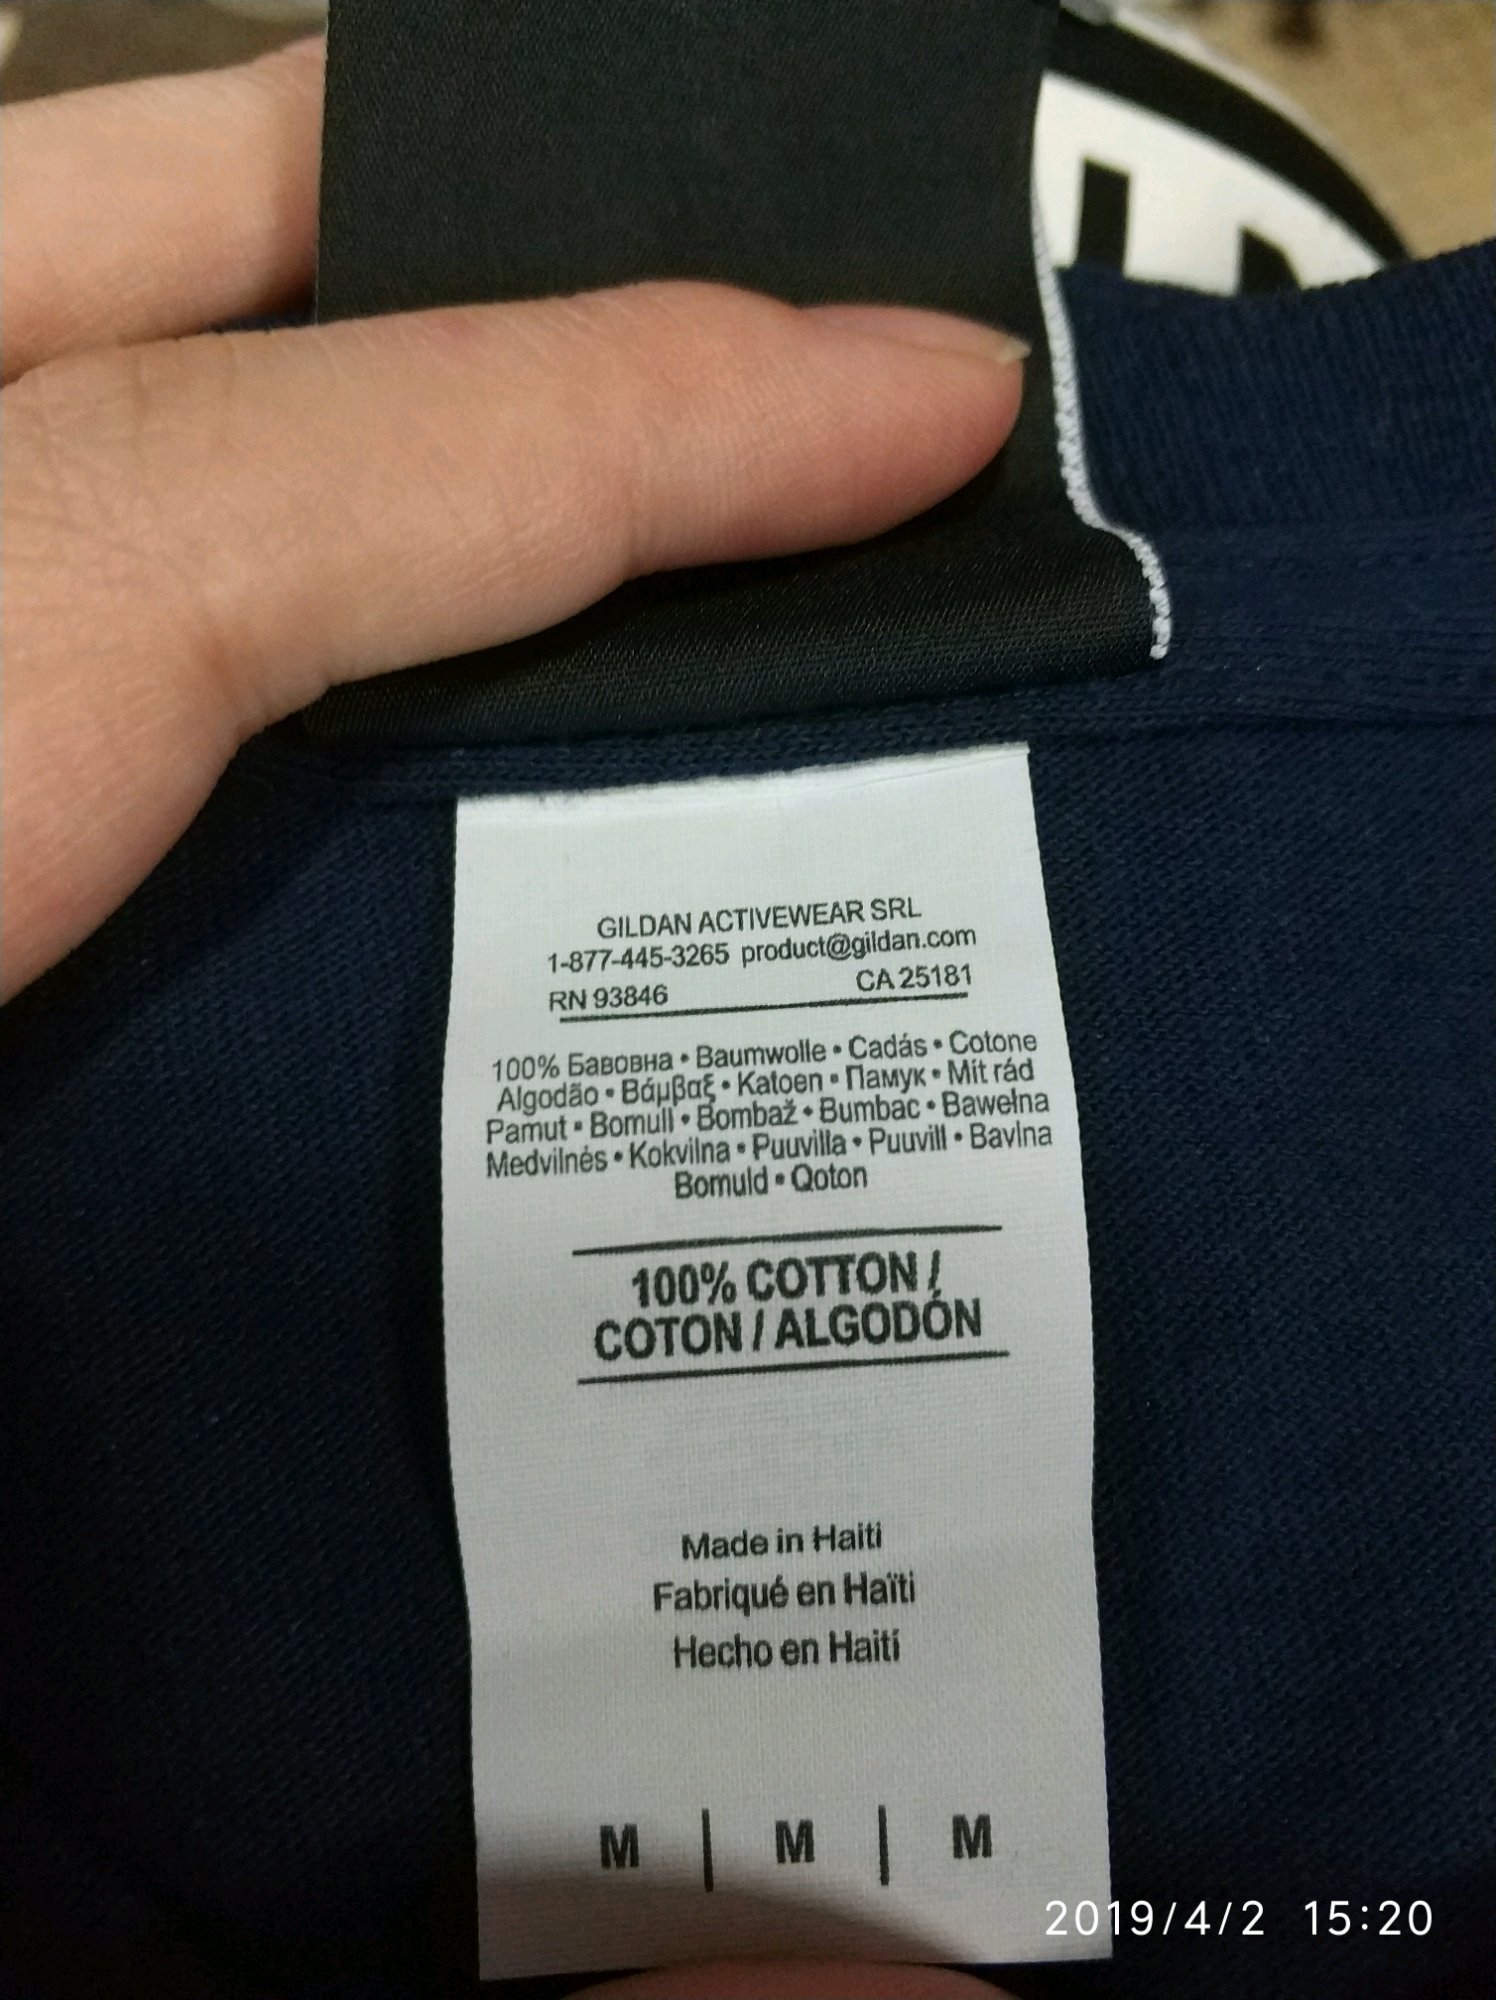 GILDAN ACTIVEWEAR SRL
1-877-445-3265 product@gildan.com
RN 93846 CA 25181
100% Бавовна • Baumwolle • Cadás • Cotone
Algodão • Βάμβαξ • Katoen • Памук • Mit rád
Pamut • Bomull • Bombaž • Bumbac • Bawełna
Medvilnės • Kokvilna • Puuvilla • Puuvill • Bavlna
Bomuld • Qoton
100% COTTON /
COTON / ALGODÓN
Made in Haiti
Fabriqué en Haïti
Hecho en Haití
M | M | M
2019/4/2 15:20